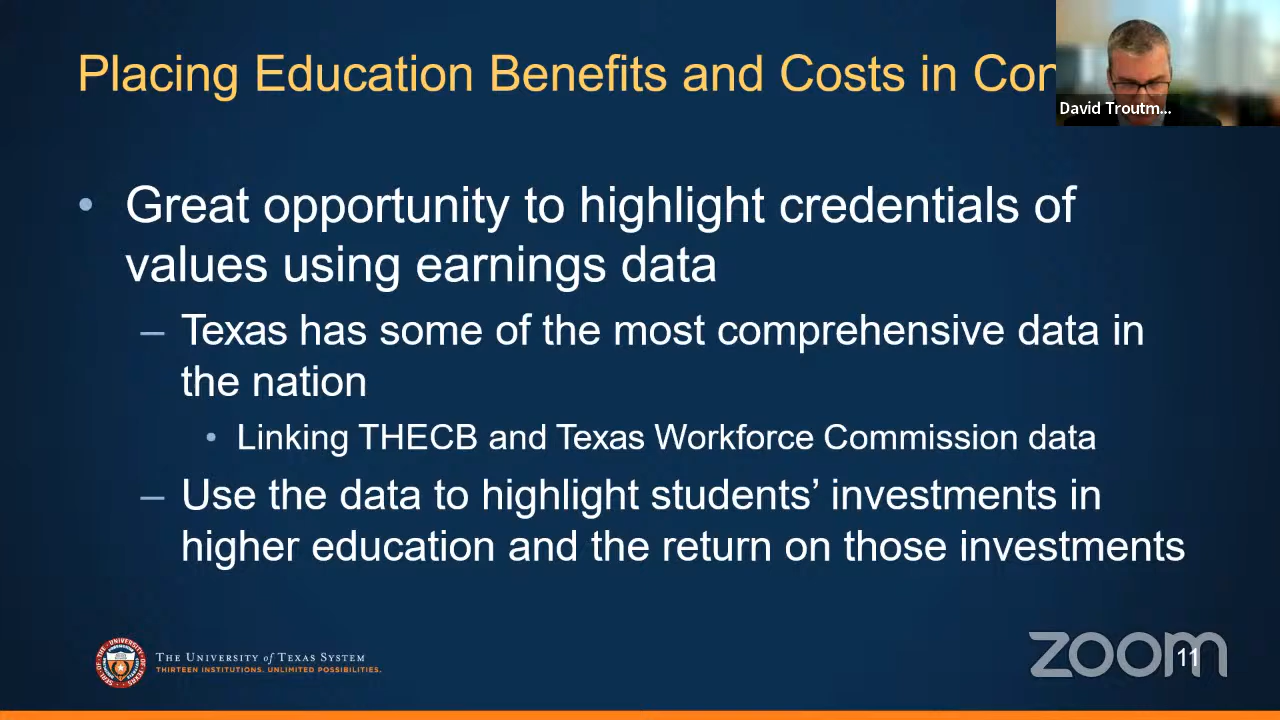 Placing Education Benefits and Costs in Con
David Troutm...
• Great opportunity to highlight credentials of
values using earnings data
– Texas has some of the most comprehensive data in
the nation
• Linking THECB and Texas Workforce Commission data
– Use the data to highlight students’ investments in
higher education and the return on those investments
THE UNIVERSITY of TEXAS SYSTEM
THIRTEEN INSTITUTIONS. UNLIMITED POSSIBILITIES.
zoom
11